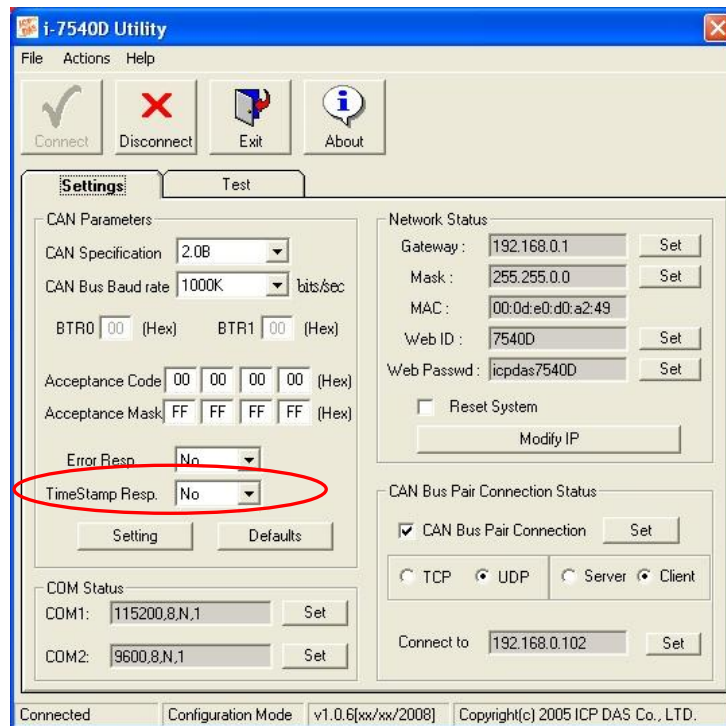 ICP DAS i-7540D Utility
File Actions Help
Connect Disconnect Exit About
Settings Test
CAN Parameters
CAN Specification 2.0B
CAN Bus Baud rate 1000K bits/sec
BTR0 00 (Hex) BTR1 00 (Hex)
Acceptance Code 00 00 00 00 (Hex)
Acceptance Mask FF FF FF FF (Hex)
Error Resp. No
TimeStamp Resp. No
Setting Defaults
COM Status
COM1: 115200,8,N,1 Set
COM2: 9600,8,N,1 Set
Network Status
Gateway : 192.168.0.1 Set
Mask : 255.255.0.0 Set
MAC : 00:0d:e0:d0:a2:49
Web ID : 7540D Set
Web Passwd : icpdas7540D Set
Reset System
Modify IP
CAN Bus Pair Connection Status
CAN Bus Pair Connection Set
TCP UDP Server Client
Connect to 192.168.0.102 Set
Connected Configuration Mode v1.0.6[xx/xx/2008] Copyright(c) 2005 ICP DAS Co., LTD.